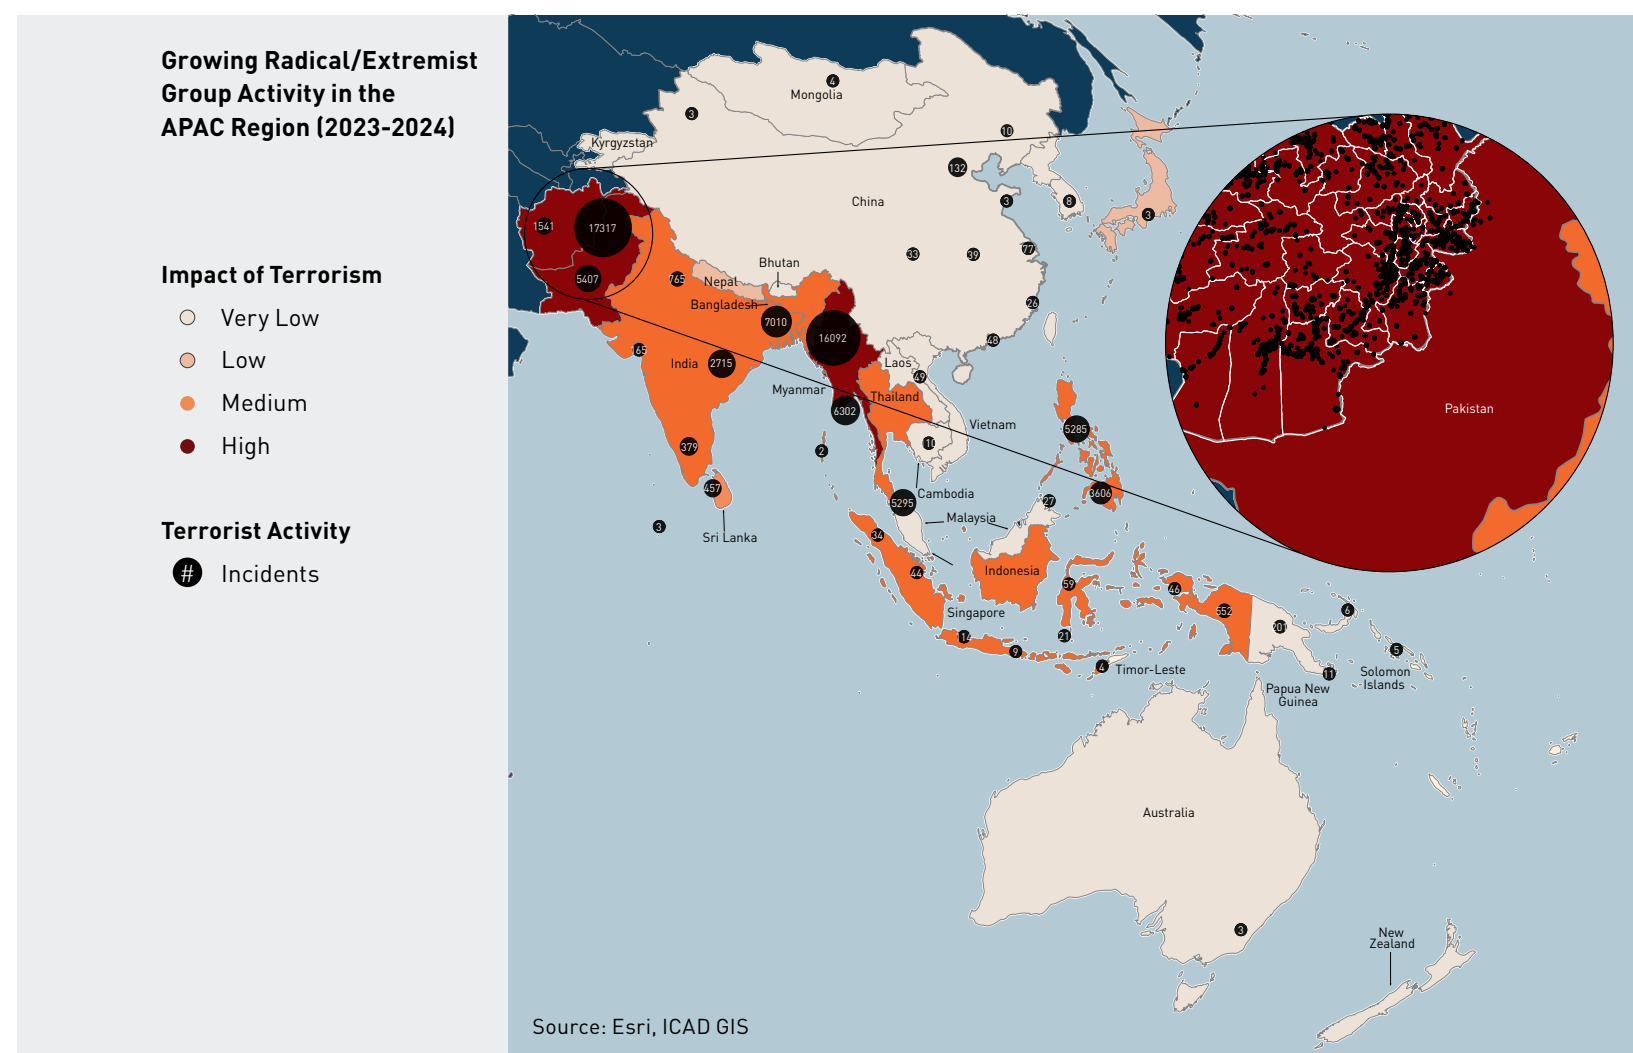 Growing Radical/Extremist
Group Activity in the
APAC Region (2023-2024)
Impact of Terrorism
Very Low
Low
Medium
High
Terrorist Activity
# Incidents
4
Mongolia
3
10
Kyrgyzstan
132
China
3
8
3
1541
17317
33
39
77
Bhutan
5407
765
Nepal
Bangladesh
26
7010
16092
48
165
India
2715
Laos
49
Myanmar
Thailand
6302
Vietnam
5285
379
10
2
Pakistan
457
5295
Cambodia
27
3606
Malaysia
3
Sri Lanka
34
44
Indonesia
59
46
Singapore
552
6
201
114
21
9
4
Timor-Leste
5
Solomon
Islands
11
Papua New
Guinea
Australia
3
New
Zealand
Source: Esri, ICAD GIS